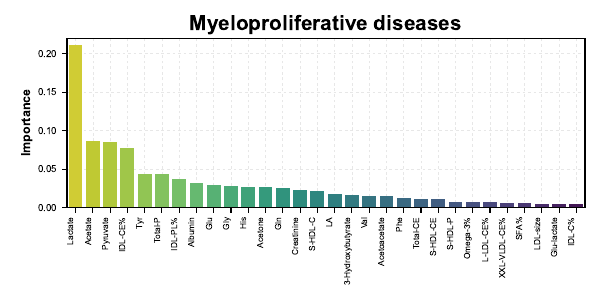 Myeloproliferative diseases
Importance
0.20
0.15
0.10
0.05
0.00
Lactate
Acetate
Pyruvate
IDL-CE%
Tyr
Total-P
IDL-PL%
Albumin
Glu
Gly
His
Acetone
Gln
Creatinine
S-HDL-C
LA
3-Hydroxybutyrate
Val
Acetoacetate
Phe
Total-CE
S-HDL-CE
S-HDL-P
Omega-3%
L-LDL-CE%
XXL-VLDL-CE%
SFA%
LDL-size
Glu-lactate
IDL-C%